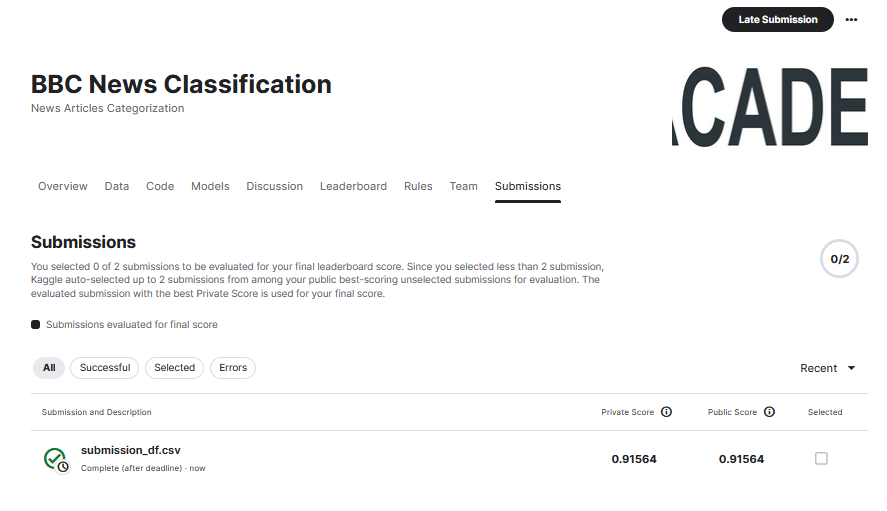 Late Submission
BBC News Classification
News Articles Categorization
CADE
Overview Data Code Models Discussion Leaderboard Rules Team Submissions
Submissions
You selected 0 of 2 submissions to be evaluated for your final leaderboard score. Since you selected less than 2 submission,
Kaggle auto-selected up to 2 submissions from among your public best-scoring unselected submissions for evaluation. The
evaluated submission with the best Private Score is used for your final score.
0/2
Submissions evaluated for final score
All Successful Selected Errors
Recent
Submission and Description Private Score Public Score Selected
submission_df.csv
Complete (after deadline) · now
0.91564 0.91564